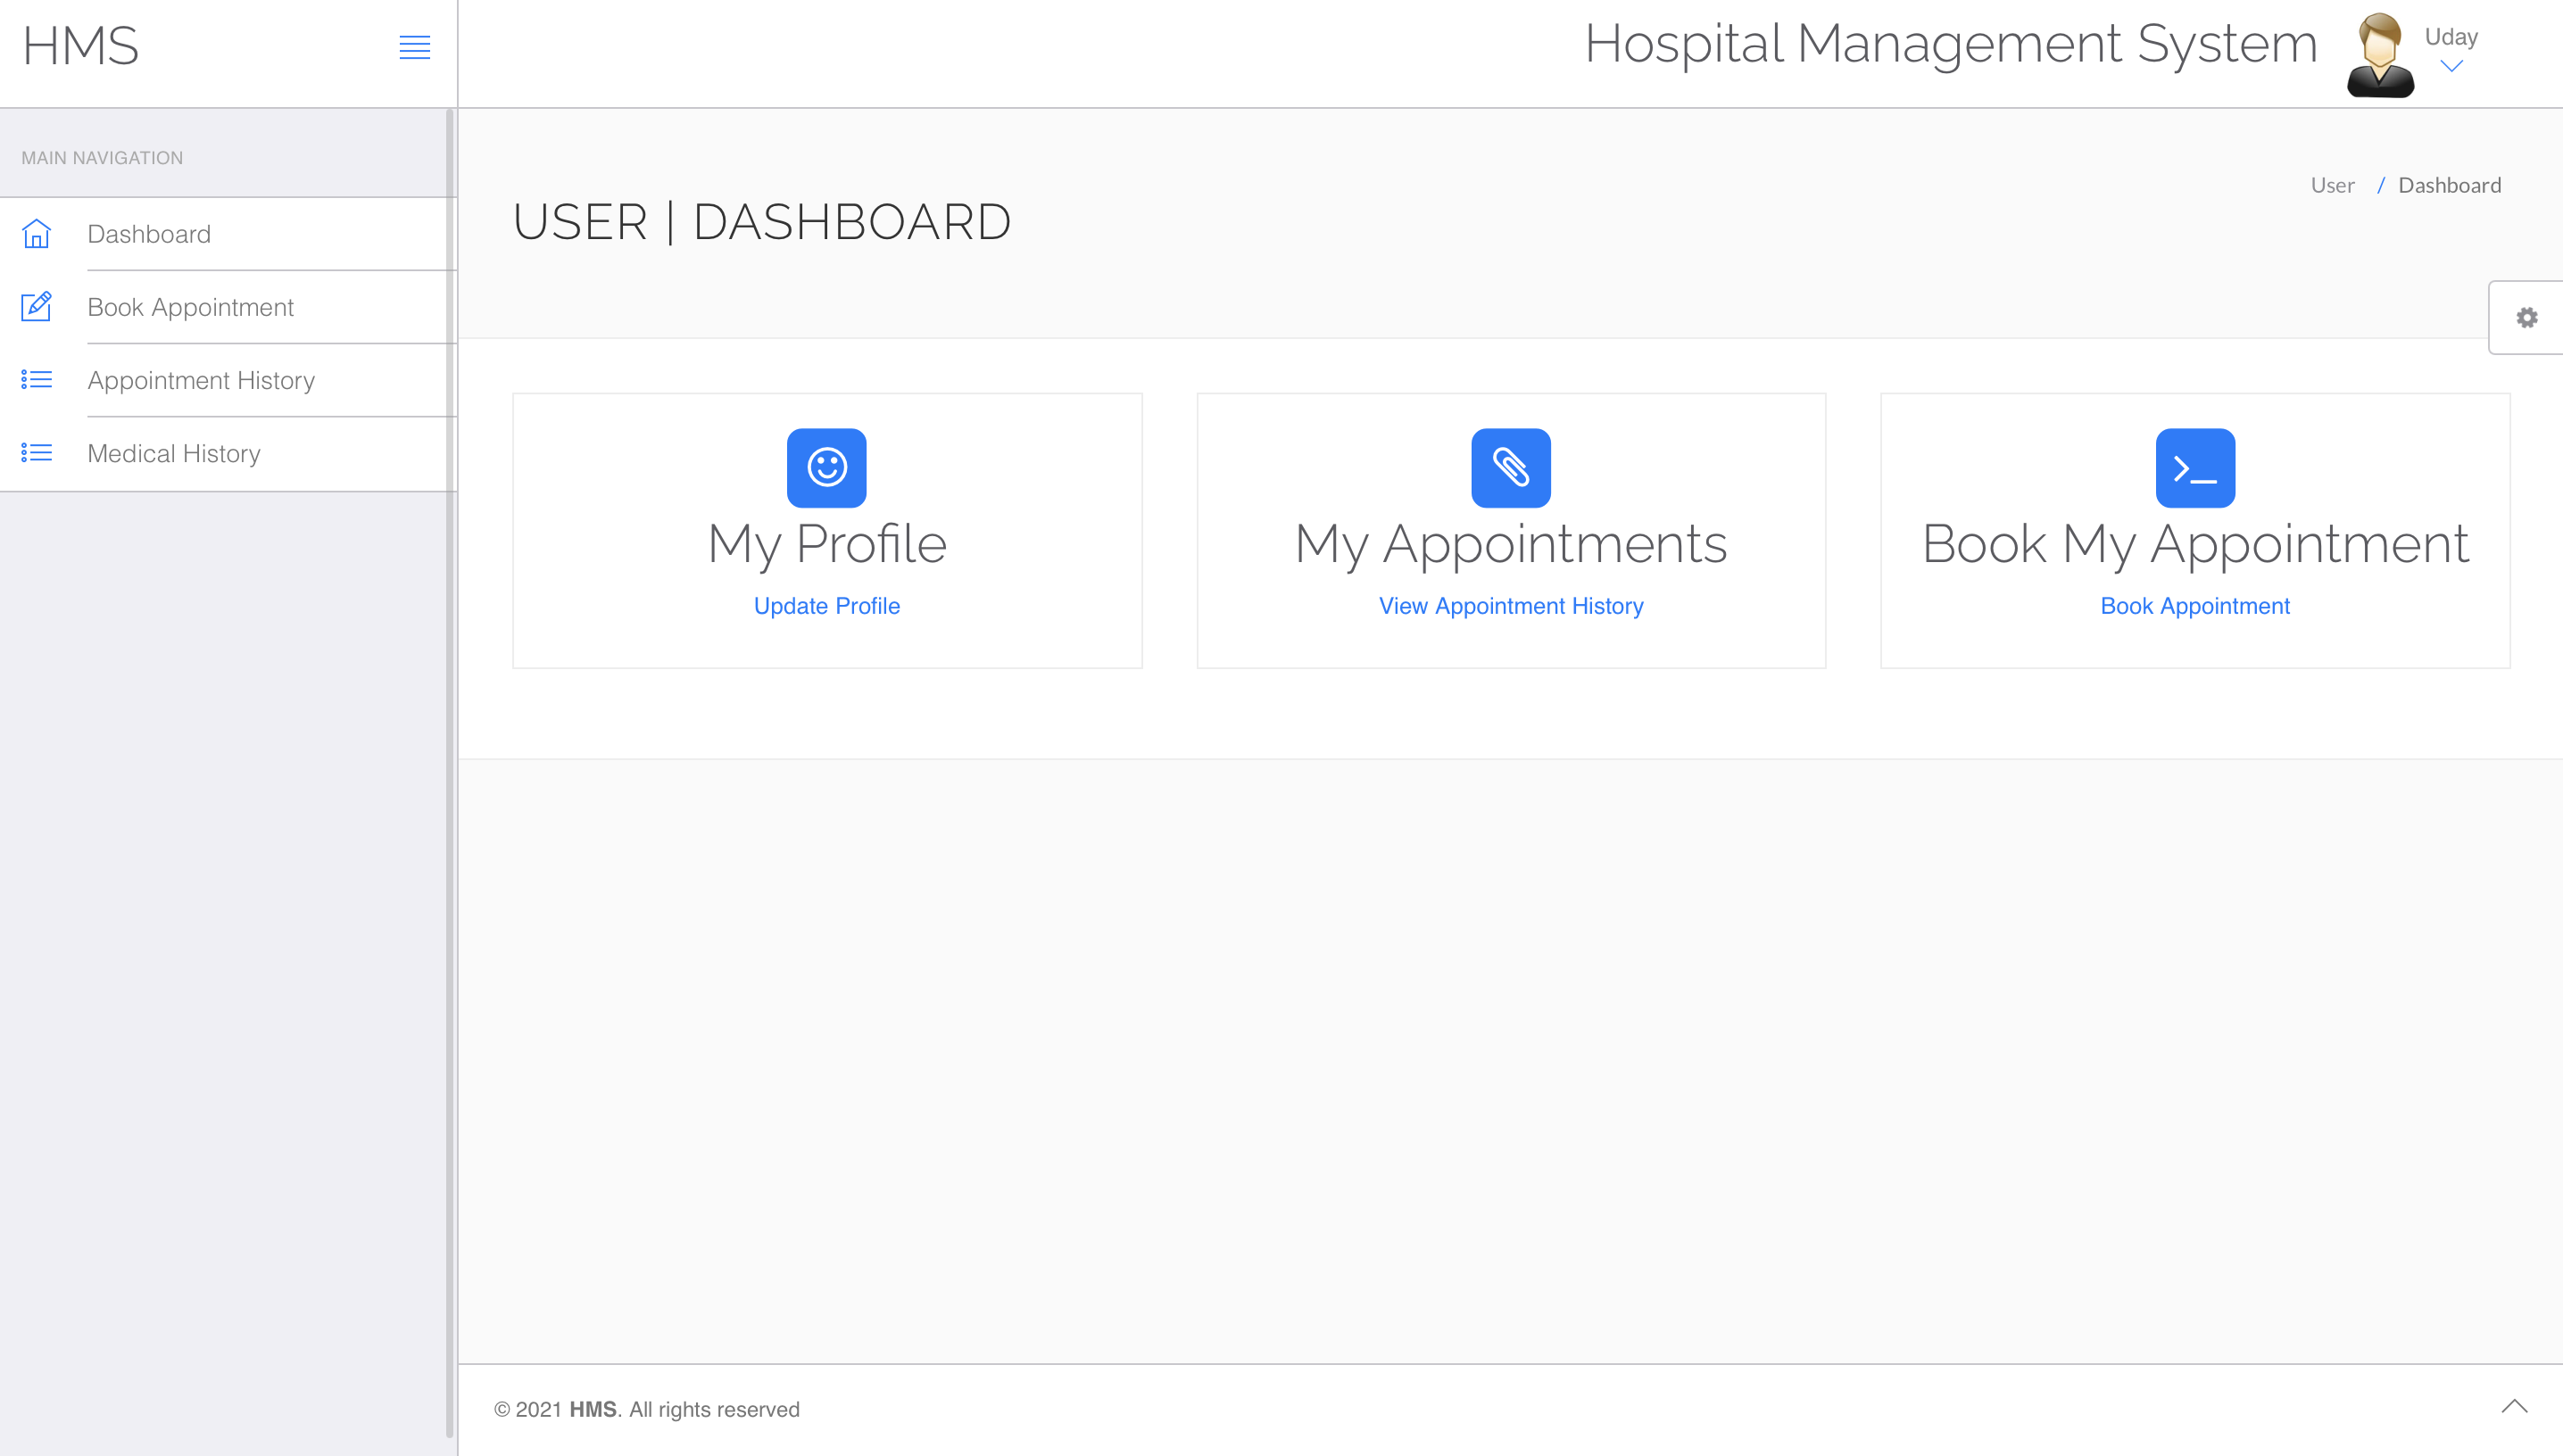 HMS
Hospital Management System
Uday
MAIN NAVIGATION
Dashboard
Book Appointment
Appointment History
Medical History
USER | DASHBOARD
User / Dashboard
My Profile
Update Profile
My Appointments
View Appointment History
Book My Appointment
Book Appointment
© 2021 HMS. All rights reserved